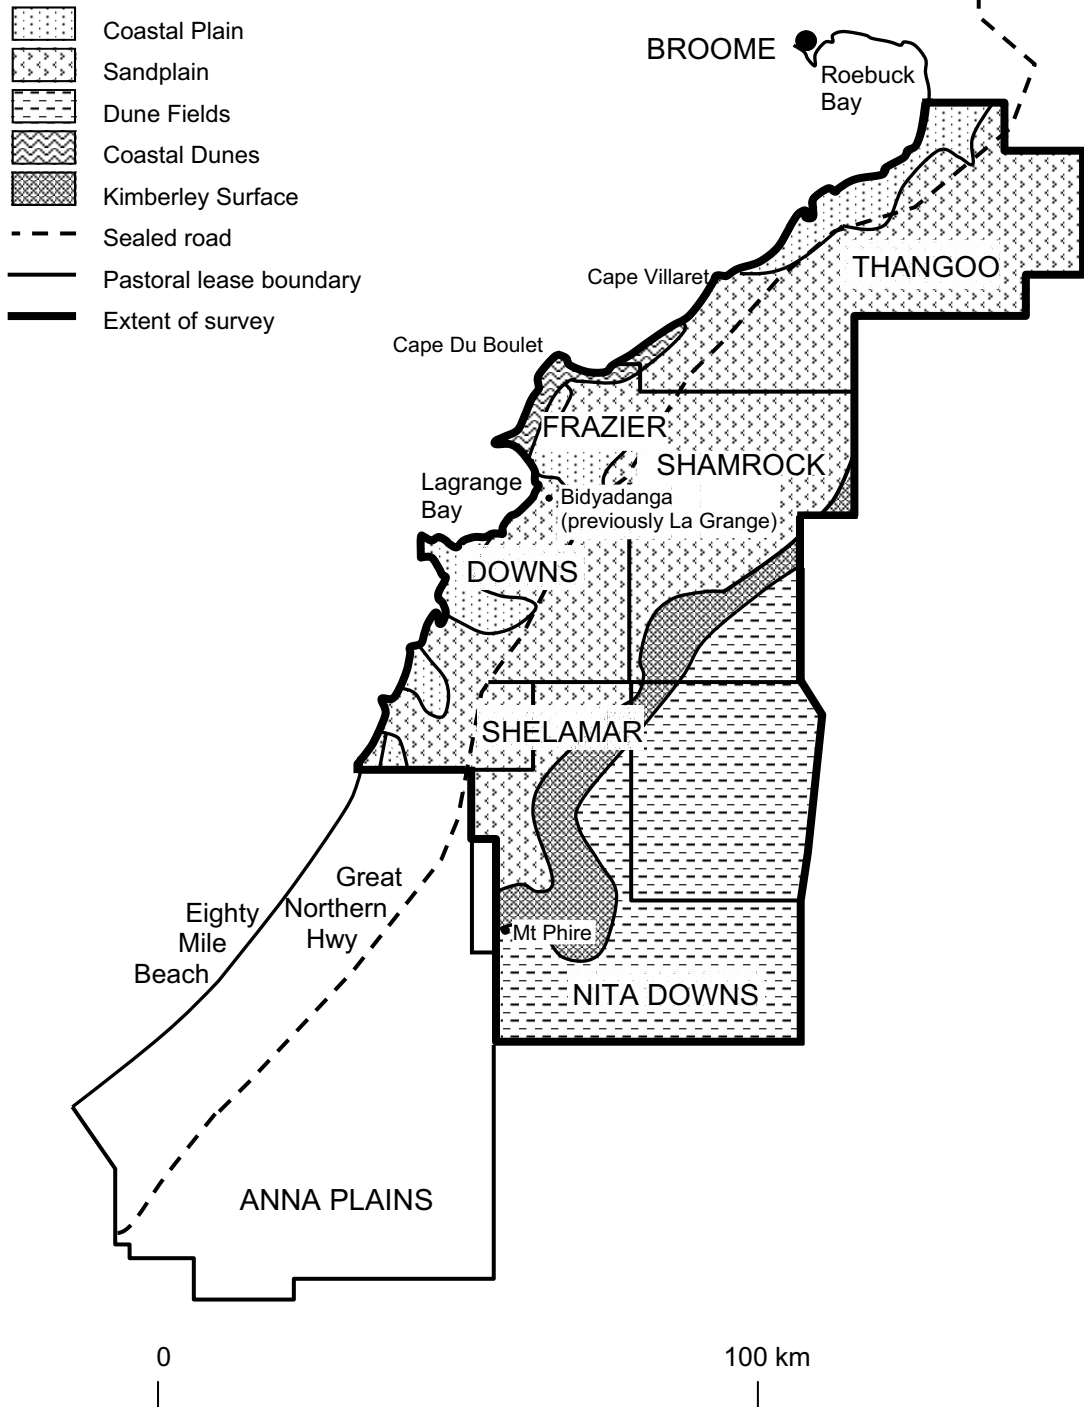 Coastal Plain
Sandplain
Dune Fields
Coastal Dunes
Kimberley Surface
Sealed road
Pastoral lease boundary
Extent of survey
BROOME
Roebuck
Bay
THANGOO
Cape Villaret
Cape Du Boulet
FRAZIER
SHAMROCK
Lagrange
Bay
Bidyadanga
(previously La Grange)
DOWNS
SHELAMAR
Great
Northern
Hwy
Eighty
Mile
Beach
Mt Phire
NITA DOWNS
ANNA PLAINS
0
100 km